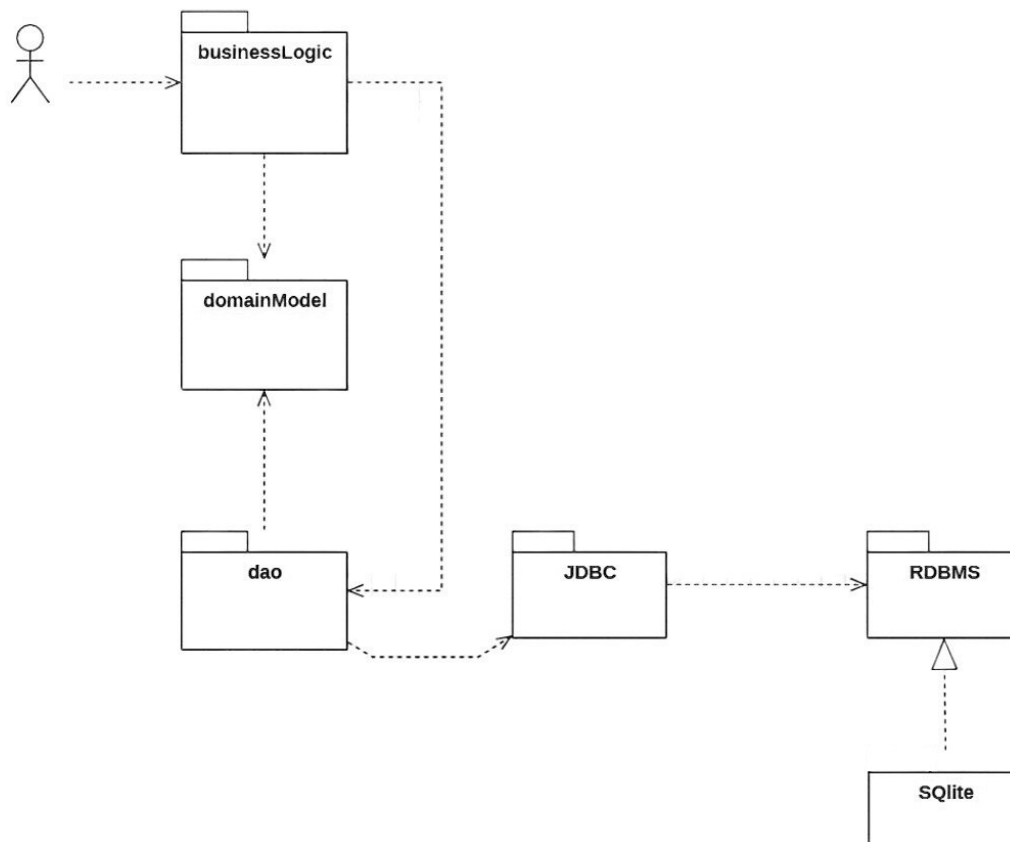 businessLogic
domainModel
dao
JDBC
RDBMS
SQlite